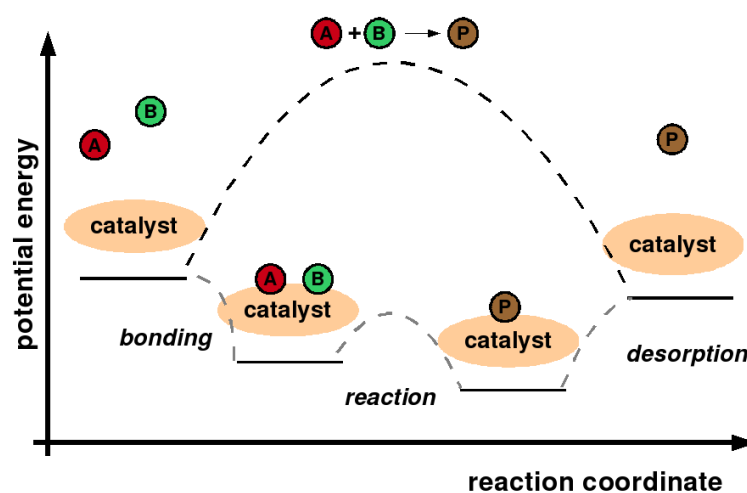 A + B → P
potential energy
B
A
catalyst
P
catalyst
A B
catalyst
P
catalyst
bonding
reaction
desorption
reaction coordinate